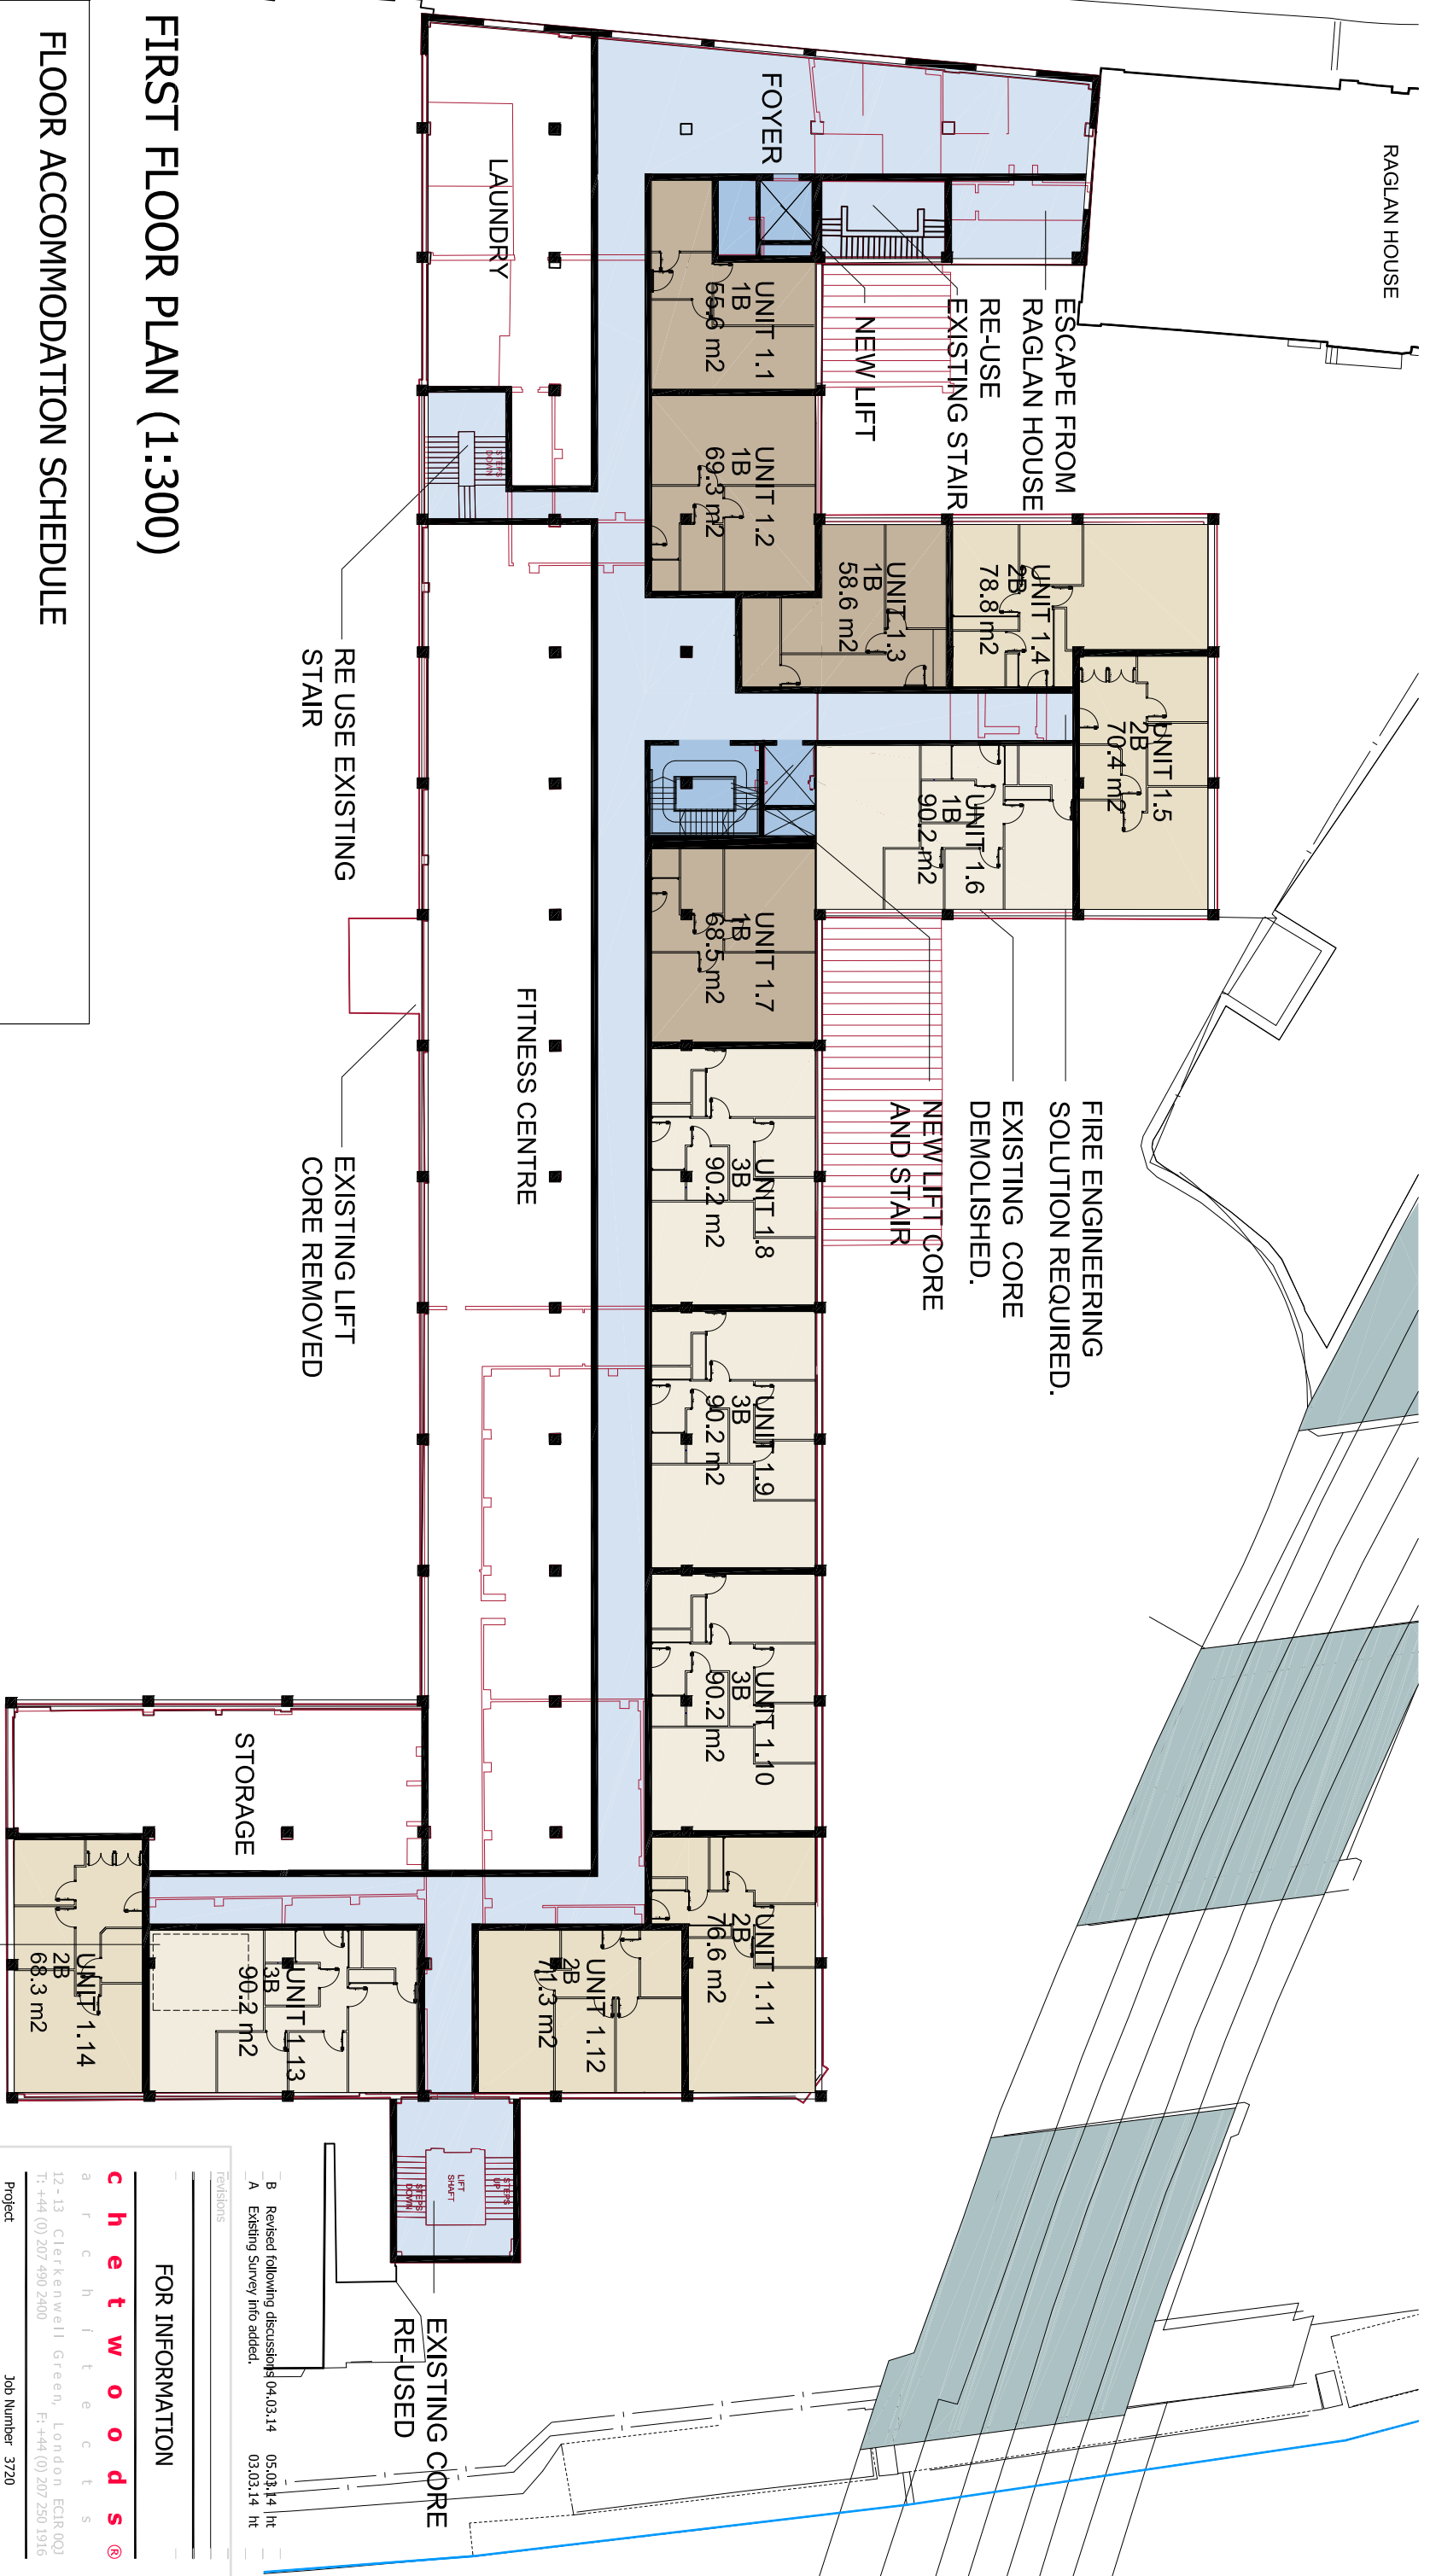 RAGLAN HOUSE
FOYER
ESCAPE FROM
RAGLAN HOUSE
RE-USE
EXISTING STAIR
NEW LIFT
LAUNDRY
UNIT 1.1
1B
55.6 m2
UNIT 1.2
1B
69.3 m2
UNIT 1.3
1B
58.6 m2
UNIT 1.4
2B
78.8 m2
UNIT 1.5
2B
70.4 m2
UNIT 1.6
1B
90.2 m2
UNIT 1.7
1B
68.5 m2
UNIT 1.8
3B
90.2 m2
UNIT 1.9
3B
90.2 m2
UNIT 1.10
3B
90.2 m2
UNIT 1.11
2B
76.6 m2
UNIT 1.12
2B
71.3 m2
UNIT 1.13
3B
90.2 m2
UNIT 1.14
2B
68.3 m2
FIRE ENGINEERING
SOLUTION REQUIRED.
EXISTING CORE
DEMOLISHED.
NEW LIFT CORE
AND STAIR
STEPS
DOWN
RE USE EXISTING
STAIR
FITNESS CENTRE
EXISTING LIFT
CORE REMOVED
STORAGE
STEPS
UP
LIFT
SHAFT
STEPS
DOWN
EXISTING CORE
RE-USED
FIRST FLOOR PLAN (1:300)
FLOOR ACCOMMODATION SCHEDULE
B Revised following discussions 04.03.14 05.03.14 ht
A Existing Survey info added. 03.03.14 ht
revisions
FOR INFORMATION
chetwoods®
architects
12 - 13 Clerkenwell Green, London EC1R 0QJ
T: +44 (0) 207 490 2400 F: +44 (0) 207 250 1916
Project Job Number 3720